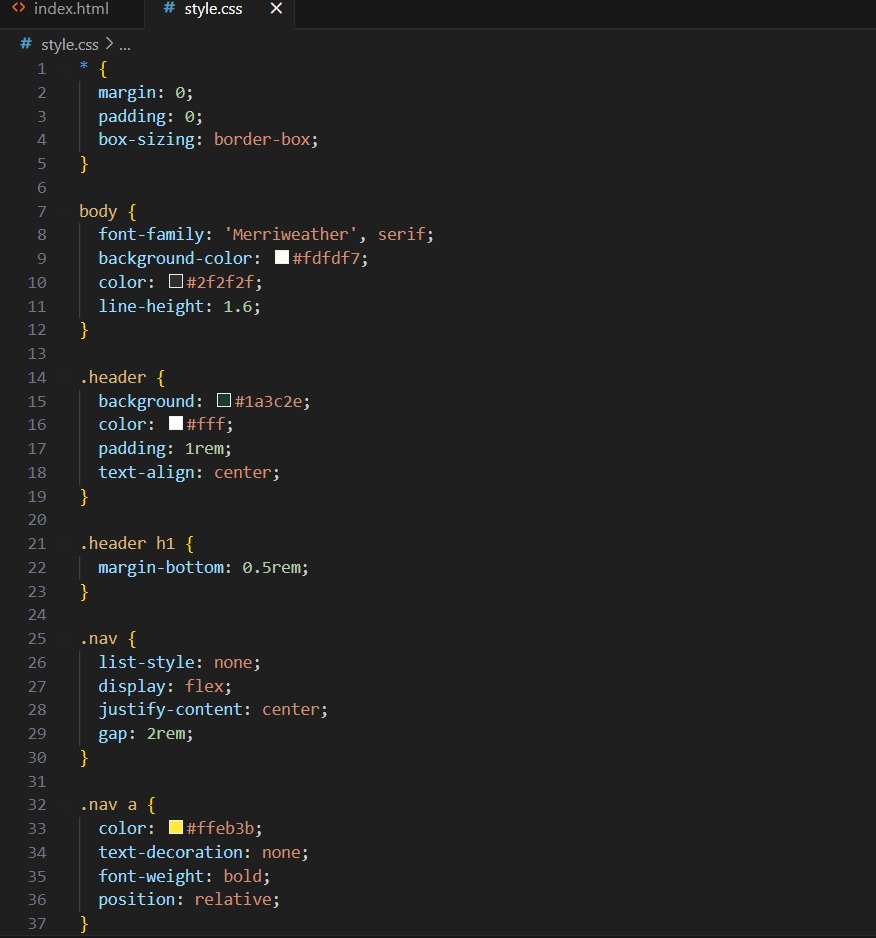 <> index.html # style.css ×
# style.css > ...
1 * {
2 margin: 0;
3 padding: 0;
4 box-sizing: border-box;
5 }
6
7 body {
8 font-family: 'Merriweather', serif;
9 background-color: #fdfdf7;
10 color: #2f2f2f;
11 line-height: 1.6;
12 }
13
14 .header {
15 background: #1a3c2e;
16 color: #fff;
17 padding: 1rem;
18 text-align: center;
19 }
20
21 .header h1 {
22 margin-bottom: 0.5rem;
23 }
24
25 .nav {
26 list-style: none;
27 display: flex;
28 justify-content: center;
29 gap: 2rem;
30 }
31
32 .nav a {
33 color: #ffeb3b;
34 text-decoration: none;
35 font-weight: bold;
36 position: relative;
37 }